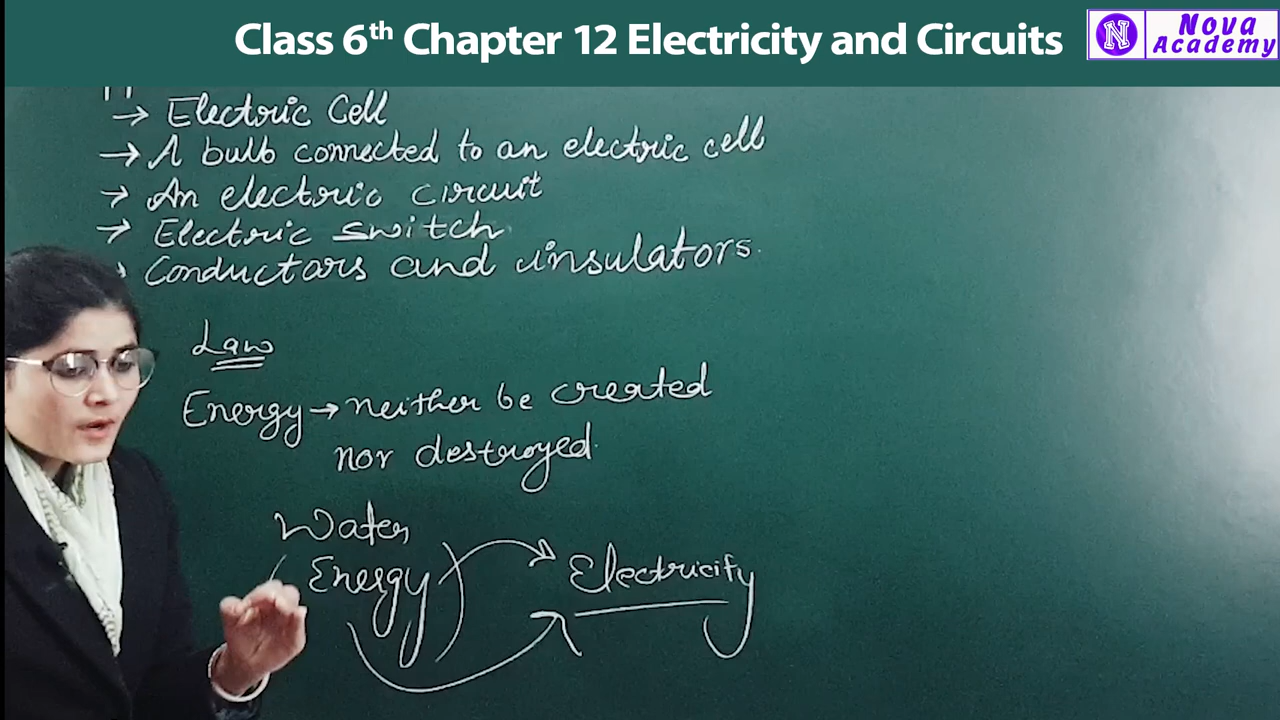 Class 6th Chapter 12 Electricity and Circuits
N Nova Academy
→ Electric Cell
→ A bulb connected to an electric cell
→ An electric circuit
→ Electric switch
Conductors and insulators.
Law
Energy → neither be created
nor destroyed.
Water
Energy
Electricity